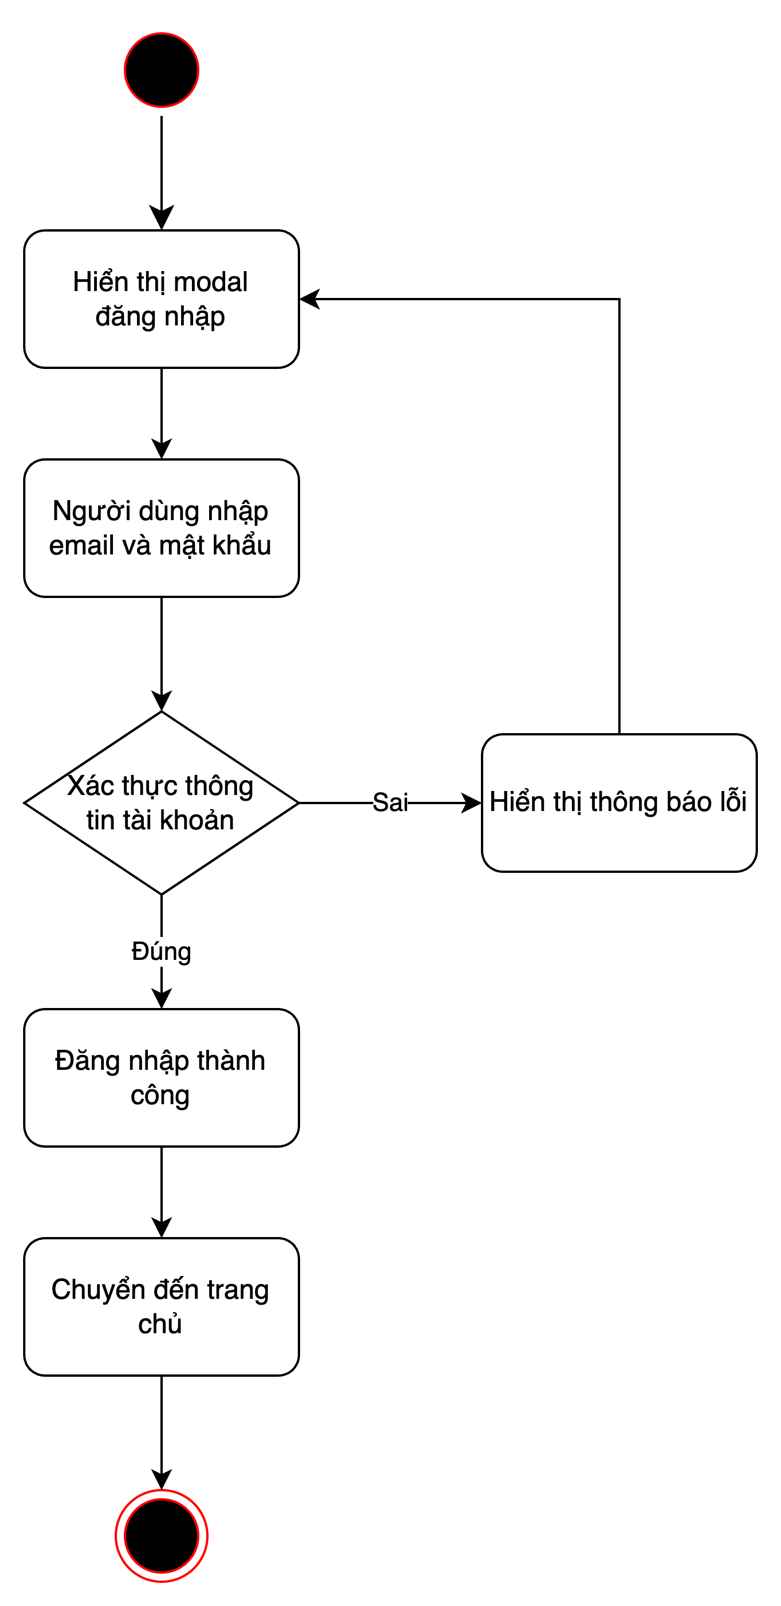 Hiển thị modal
đăng nhập
Người dùng nhập
email và mật khẩu
Xác thực thông
tin tài khoản
Sai
Hiển thị thông báo lỗi
Đúng
Đăng nhập thành
công
Chuyển đến trang
chủ